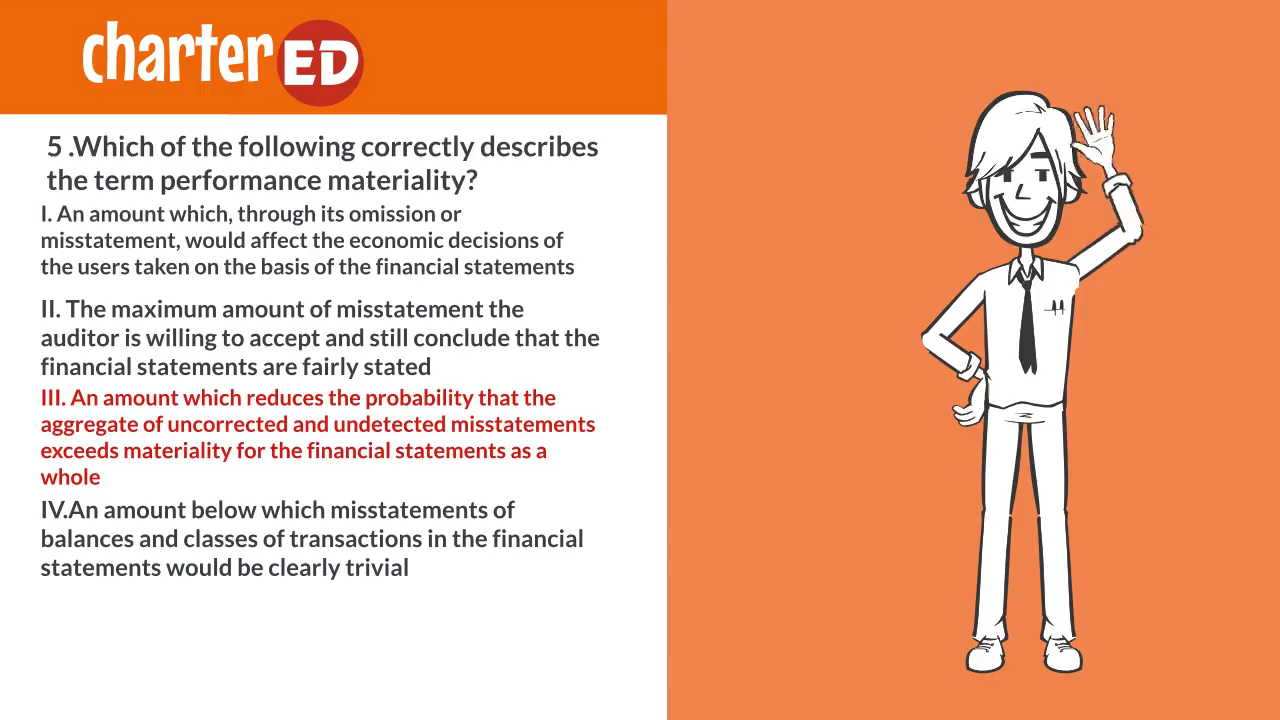 charterED
5 .Which of the following correctly describes
the term performance materiality?
I. An amount which, through its omission or
misstatement, would affect the economic decisions of
the users taken on the basis of the financial statements
II. The maximum amount of misstatement the
auditor is willing to accept and still conclude that the
financial statements are fairly stated
III. An amount which reduces the probability that the
aggregate of uncorrected and undetected misstatements
exceeds materiality for the financial statements as a
whole
IV.An amount below which misstatements of
balances and classes of transactions in the financial
statements would be clearly trivial